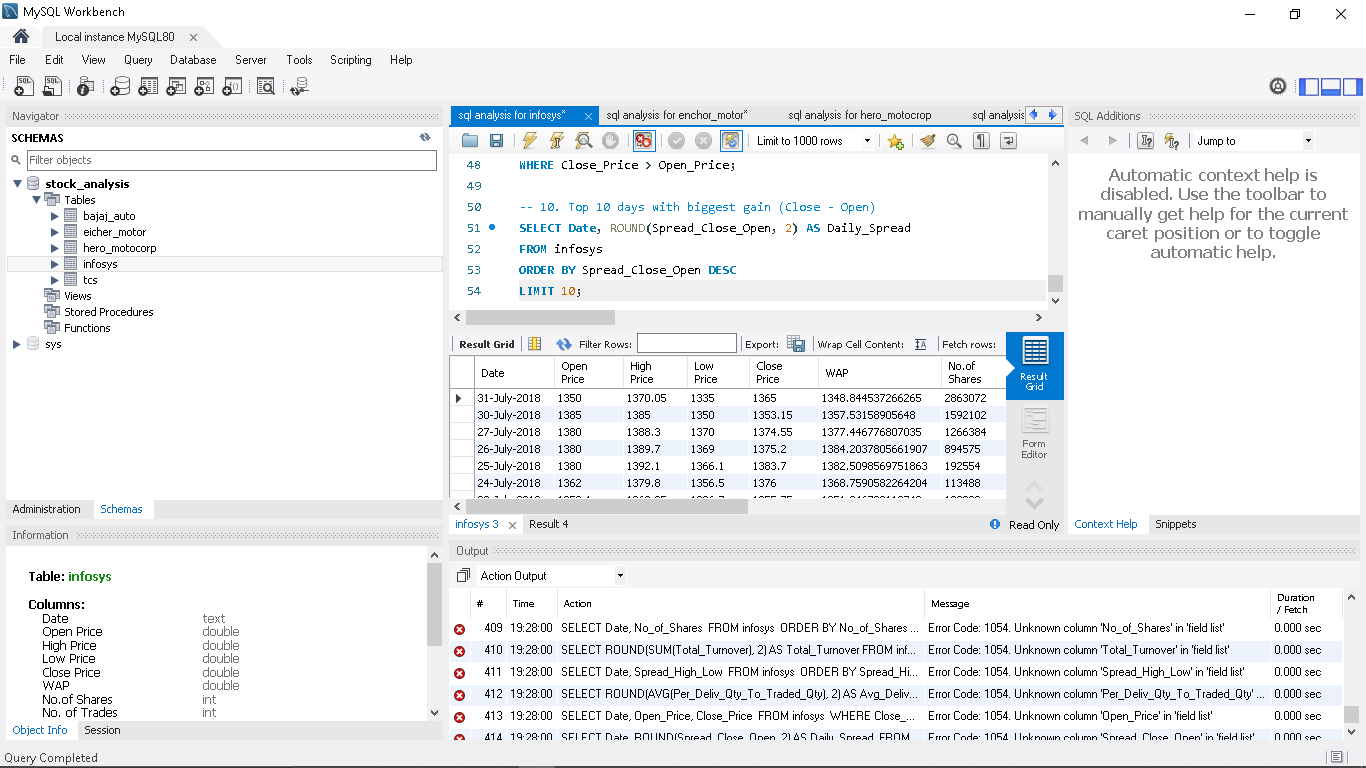 MySQL Workbench
Local instance MySQL80
File Edit View Query Database Server Tools Scripting Help
Navigator
SCHEMAS
Filter objects
stock_analysis
Tables
bajaj_auto
eicher_motor
hero_motocorp
infosys
tcs
Views
Stored Procedures
Functions
sys
Administration Schemas
Information
Table: infosys
Columns:
Date text
Open Price double
High Price double
Low Price double
Close Price double
WAP double
No.of Shares int
No. of Trades int
Object Info Session
Query Completed
sql analysis for infosys* sql analysis for enchor_motor* sql analysis for hero_motocrop sql analysis
Limit to 1000 rows
48 WHERE Close_Price > Open_Price;
49
50 -- 10. Top 10 days with biggest gain (Close - Open)
51 SELECT Date, ROUND(Spread_Close_Open, 2) AS Daily_Spread
52 FROM infosys
53 ORDER BY Spread_Close_Open DESC
54 LIMIT 10;
Result Grid Filter Rows: Export: Wrap Cell Content: Fetch rows:
Date Open Price High Price Low Price Close Price WAP No.of Shares
31-July-2018 1350 1370.05 1335 1365 1348.844537266265 2863072
30-July-2018 1385 1385 1350 1353.15 1357.53158905648 1592102
27-July-2018 1380 1388.3 1370 1374.55 1377.446776807035 1266384
26-July-2018 1380 1389.7 1369 1375.2 1384.2037805661907 894575
25-July-2018 1380 1392.1 1366.1 1383.7 1382.5098569751863 192554
24-July-2018 1362 1379.8 1356.5 1376 1368.7590582264204 113488
Result Grid
Form Editor
infosys 3 Result 4
Read Only
Output
Action Output
# Time Action Message Duration / Fetch
409 19:28:00 SELECT Date, No_of_Shares FROM infosys ORDER BY No_of_Shares ... Error Code: 1054. Unknown column 'No_of_Shares' in 'field list' 0.000 sec
410 19:28:00 SELECT ROUND(SUM(Total_Turnover), 2) AS Total_Turnover FROM inf... Error Code: 1054. Unknown column 'Total_Turnover' in 'field list' 0.000 sec
411 19:28:00 SELECT Date, Spread_High_Low FROM infosys ORDER BY Spread_Hi... Error Code: 1054. Unknown column 'Spread_High_Low' in 'field list' 0.000 sec
412 19:28:00 SELECT ROUND(AVG(Per_Deliv_Qty_To_Traded_Qty), 2) AS Avg_Deliv... Error Code: 1054. Unknown column 'Per_Deliv_Qty_To_Traded_Qty' ... 0.000 sec
413 19:28:00 SELECT Date, Open_Price, Close_Price FROM infosys WHERE Close_... Error Code: 1054. Unknown column 'Open_Price' in 'field list' 0.000 sec
414 19:28:00 SELECT Date, ROUND(Spread_Close_Open, 2) AS Daily_Spread FROM ... Error Code: 1054. Unknown column 'Spread_Close_Open' in 'field list' 0.000 sec
SQL Additions
Jump to
Automatic context help is
disabled. Use the toolbar to
manually get help for the current
caret position or to toggle
automatic help.
Context Help Snippets